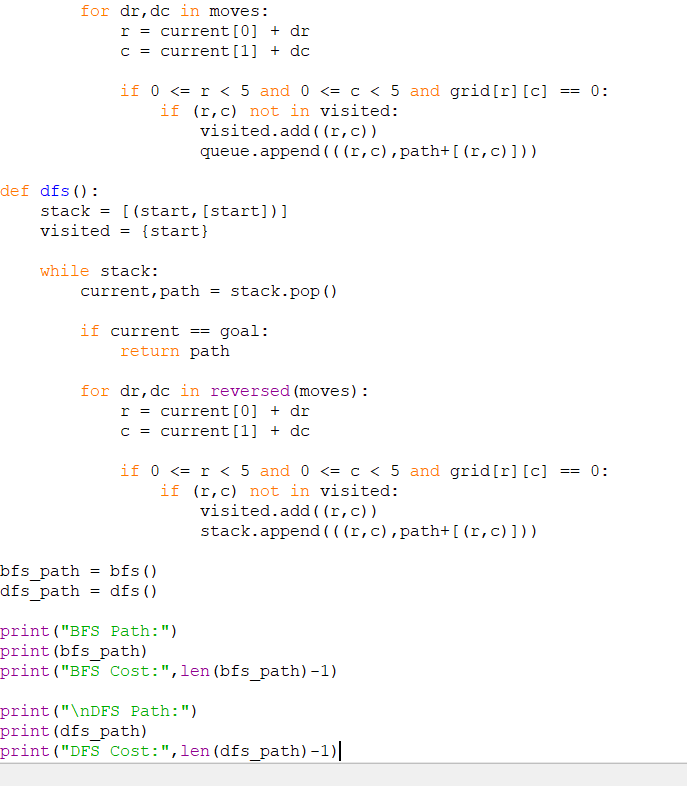 for dr,dc in moves:
            r = current[0] + dr
            c = current[1] + dc

            if 0 <= r < 5 and 0 <= c < 5 and grid[r][c] == 0:
                if (r,c) not in visited:
                    visited.add((r,c))
                    queue.append(((r,c),path+[(r,c)]))

def dfs():
    stack = [(start,[start])]
    visited = {start}

    while stack:
        current,path = stack.pop()

        if current == goal:
            return path

        for dr,dc in reversed(moves):
            r = current[0] + dr
            c = current[1] + dc

            if 0 <= r < 5 and 0 <= c < 5 and grid[r][c] == 0:
                if (r,c) not in visited:
                    visited.add((r,c))
                    stack.append(((r,c),path+[(r,c)]))

bfs_path = bfs()
dfs_path = dfs()

print("BFS Path:")
print(bfs_path)
print("BFS Cost:",len(bfs_path)-1)

print("\nDFS Path:")
print(dfs_path)
print("DFS Cost:",len(dfs_path)-1)